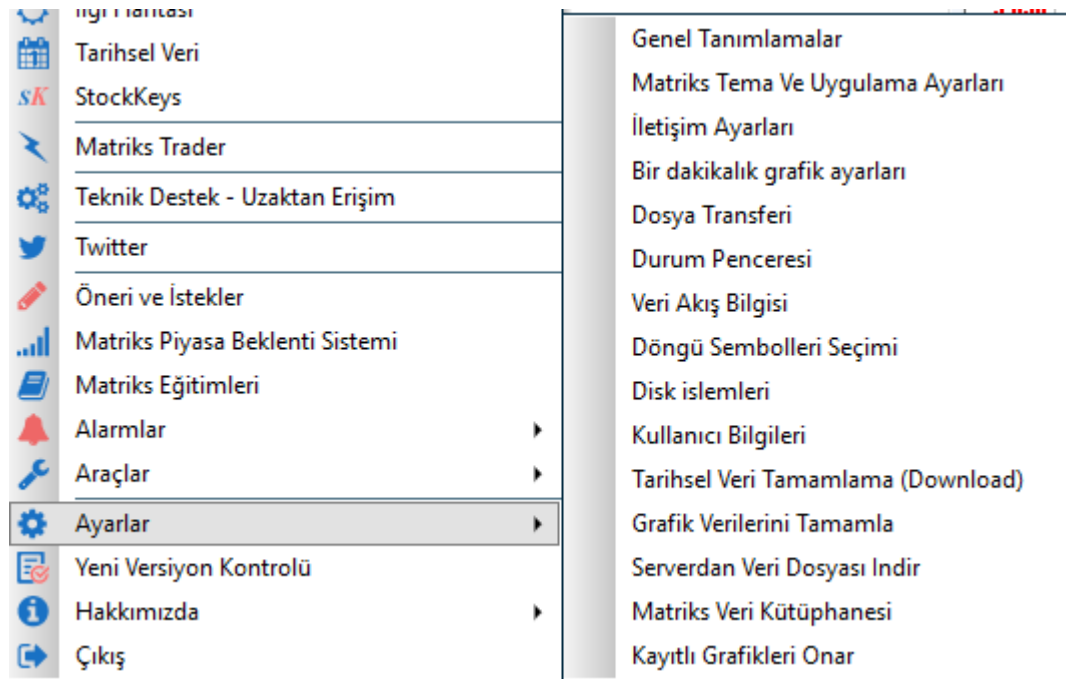 Tarihsel Veri
sK StockKeys
Matriks Trader
Teknik Destek - Uzaktan Erişim
Twitter
Öneri ve İstekler
Matriks Piyasa Beklenti Sistemi
Matriks Eğitimleri
Alarmlar
Araçlar
Ayarlar
Yeni Versiyon Kontrolü
Hakkımızda
Çıkış
Genel Tanımlamalar
Matriks Tema Ve Uygulama Ayarları
İletişim Ayarları
Bir dakikalık grafik ayarları
Dosya Transferi
Durum Penceresi
Veri Akış Bilgisi
Döngü Sembolleri Seçimi
Disk islemleri
Kullanıcı Bilgileri
Tarihsel Veri Tamamlama (Download)
Grafik Verilerini Tamamla
Serverdan Veri Dosyası Indir
Matriks Veri Kütüphanesi
Kayıtlı Grafikleri Onar